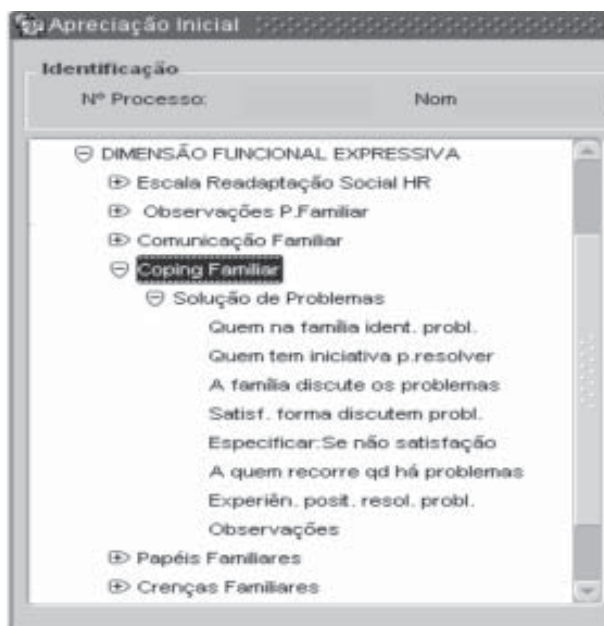 Apreciação Inicial
Identificação
Nº Processo: Nom
DIMENSÃO FUNCIONAL EXPRESSIVA
Escala Readaptação Social HR
Observações P.Familiar
Comunicação Familiar
Coping Familiar
Solução de Problemas
Quem na família ident. probl.
Quem tem iniciativa p.resolver
A família discute os problemas
Satisf. forma discutem probl.
Especificar:Se não satisfação
A quem recorre qd há problemas
Experiên. posit. resol. probl.
Observações
Papéis Familiares
Crenças Familiares